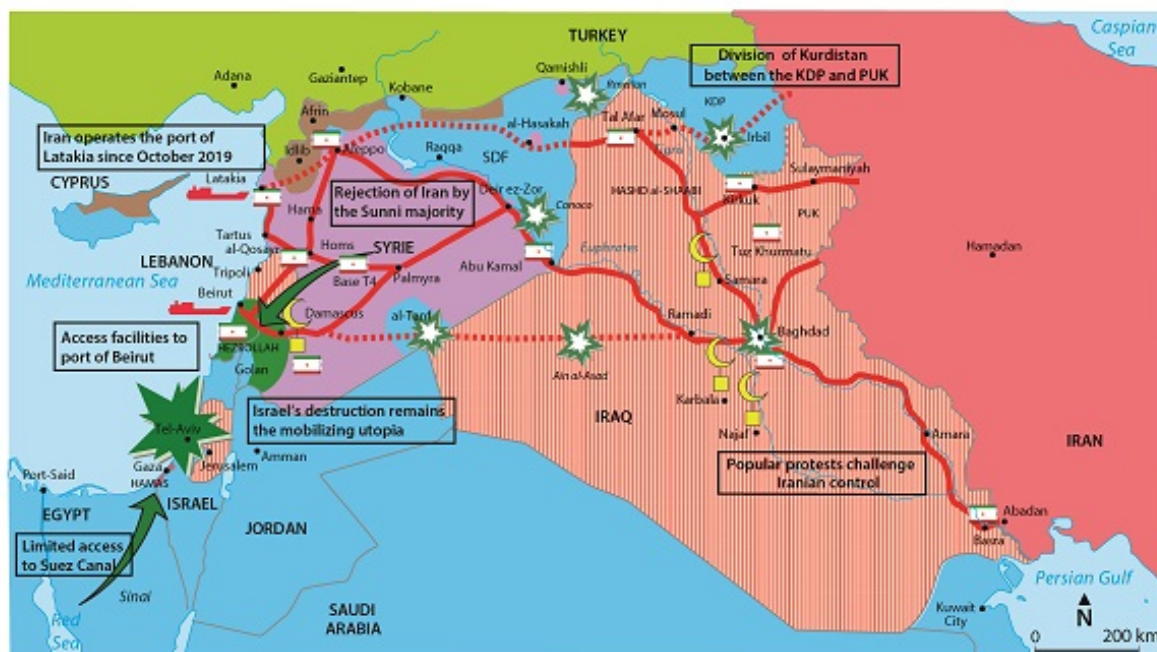 Caspian
Sea
TURKEY
Division of Kurdistan
between the KDP and PUK
Adana
Gaziantep
Kobane
Qamishli
Rmeilan
KDP
Afrin
Tal Afar
Mosul
Irbil
Iran operates the port of
Latakia since October 2019
Idlib
Aleppo
Raqqa
al-Hasakah
SDF
Tigris
CYPRUS
Latakia
Rejection of Iran by
the Sunni majority
Deir ez-Zor
Conoco
HASHD al-SHAABI
Kirkuk
Sulaymaniyah
PUK
Hama
Tartus
al-Qosayr
Homs
SYRIE
Euphrates
Tuz Khurmatu
Hamadan
LEBANON
Tripoli
Base T4
Palmyra
Abu Kamal
Samara
Mediterranean Sea
Beirut
Damascus
al-Tanf
Ramadi
Baghdad
Access facilities to
port of Beirut
HEZBOLLAH
Golan
Ain al-Asad
Karbala
Israel's destruction remains
the mobilizing utopia
IRAQ
Najaf
Amara
IRAN
Tel-Aviv
Jerusalem
Amman
Gaza
HAMAS
Popular protests challenge
Iranian control
Port-Said
ISRAEL
EGYPT
JORDAN
Abadan
Basra
Limited access
to Suez Canal
Sinai
Persian Gulf
Red
Sea
SAUDI
ARABIA
Kuwait
City
N
0 200 km